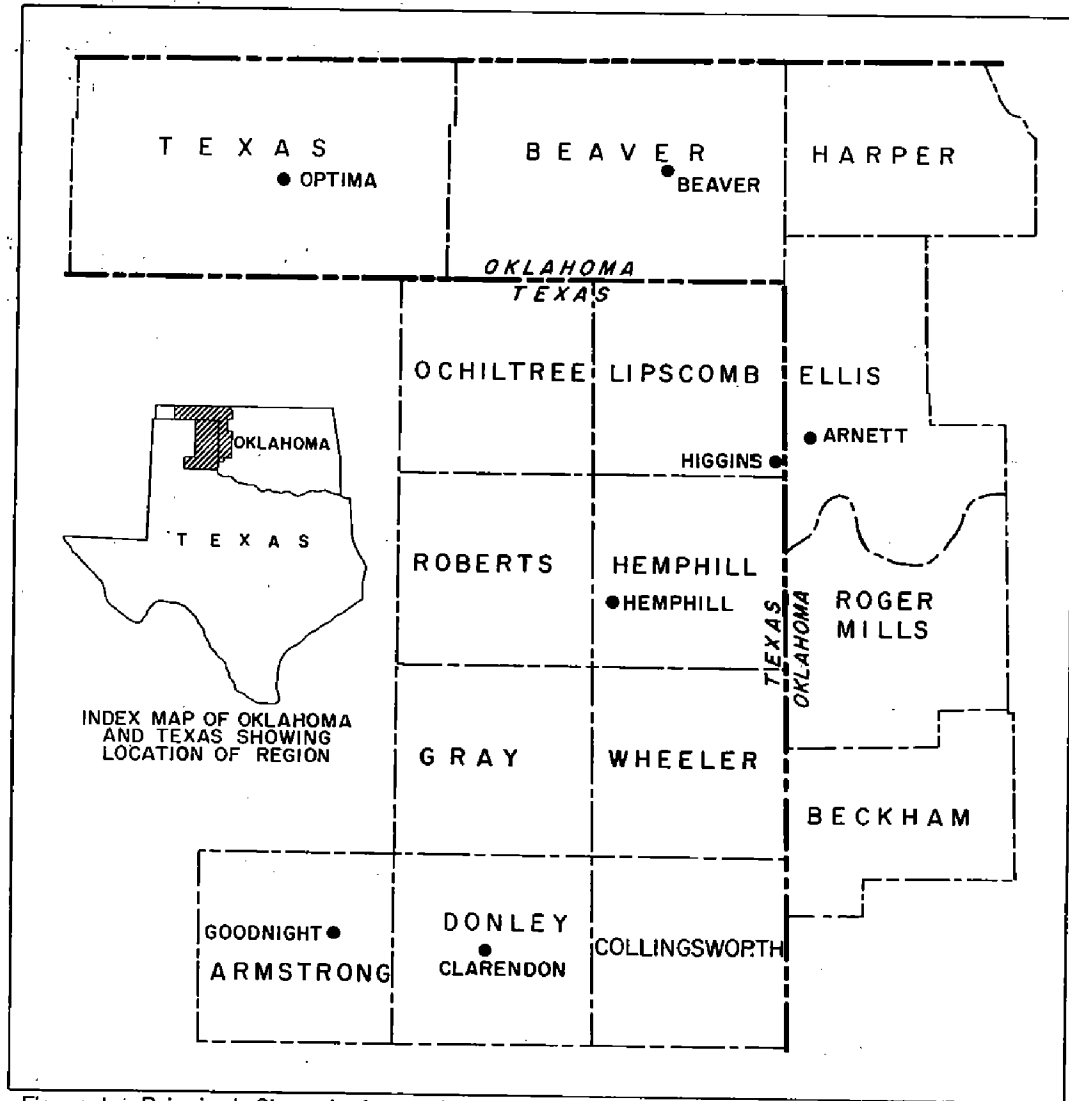 TEXAS
OPTIMA
BEAVER
BEAVER
HARPER
OKLAHOMA
TEXAS
OCHILTREE
LIPSCOMB
ELLIS
ARNETT
HIGGINS
OKLAHOMA
TEXAS
INDEX MAP OF OKLAHOMA
AND TEXAS SHOWING
LOCATION OF REGION
ROBERTS
HEMPHILL
HEMPHILL
TEXAS
OKLAHOMA
ROGER
MILLS
GRAY
WHEELER
BECKHAM
GOODNIGHT
ARMSTRONG
DONLEY
CLARENDON
COLLINGSWORTH